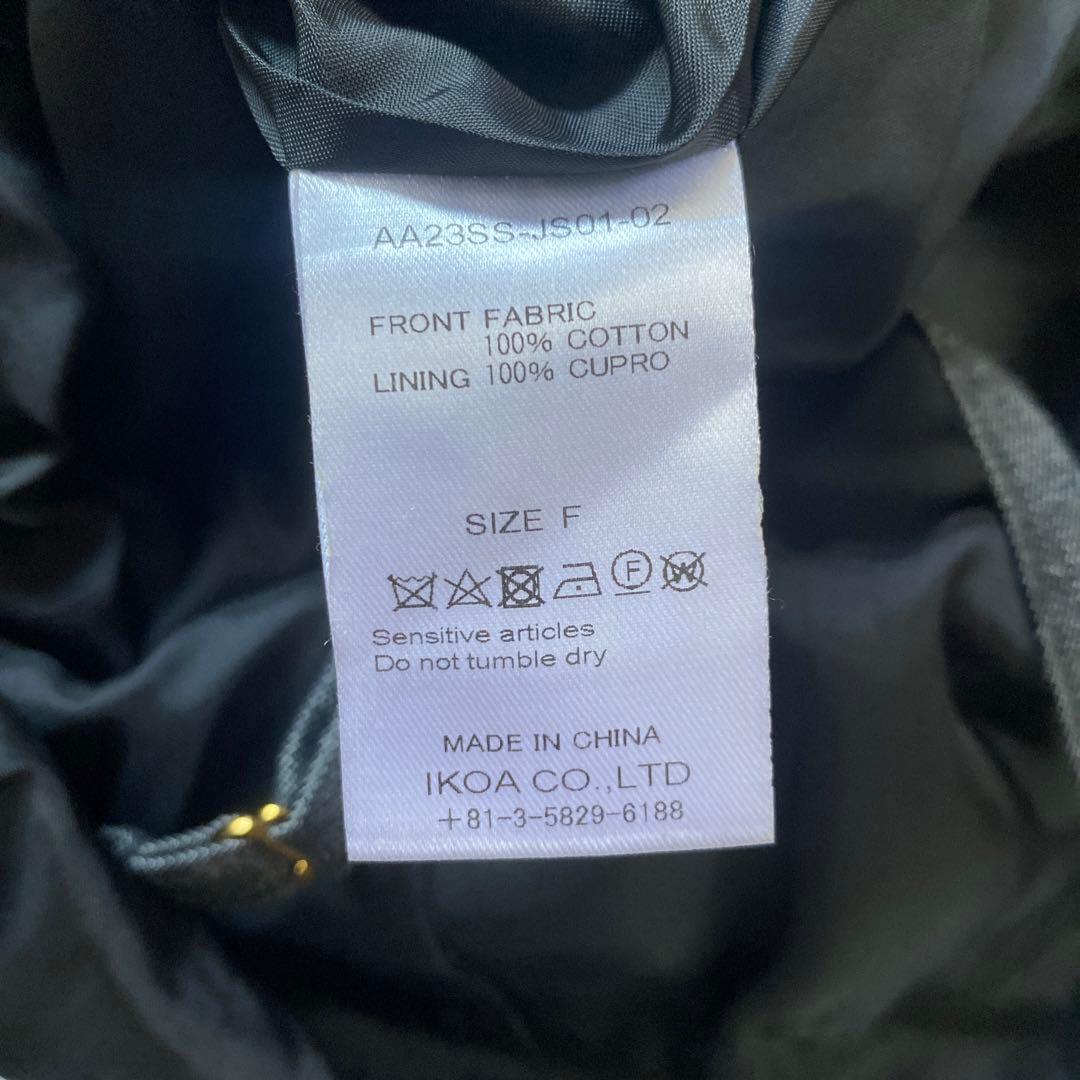 AA23SS-JS01-02
FRONT FABRIC
100% COTTON
LINING 100% CUPRO
SIZE F
F W
Sensitive articles
Do not tumble dry
MADE IN CHINA
IKOA CO.,LTD
+81-3-5829-6188